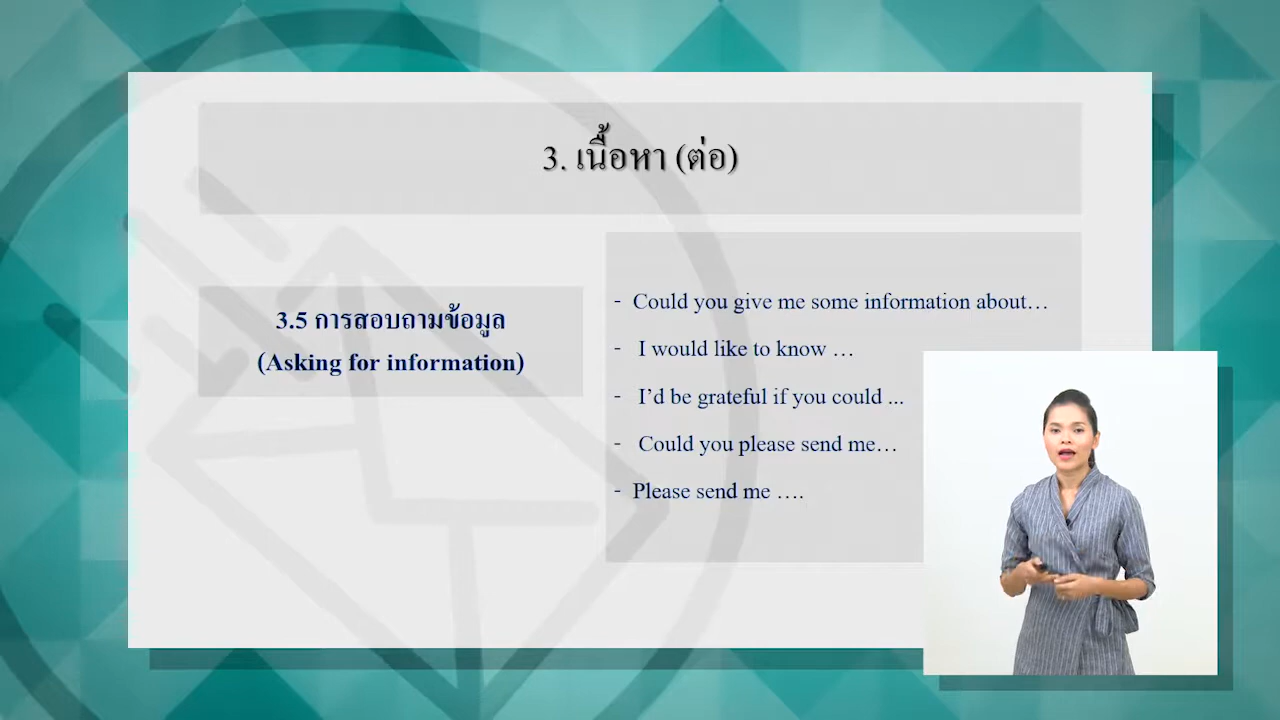 3. เนื้อหา (ต่อ)
3.5 การสอบถามข้อมูล
(Asking for information)
- Could you give me some information about…
- I would like to know …
- I’d be grateful if you could ...
- Could you please send me…
- Please send me ….